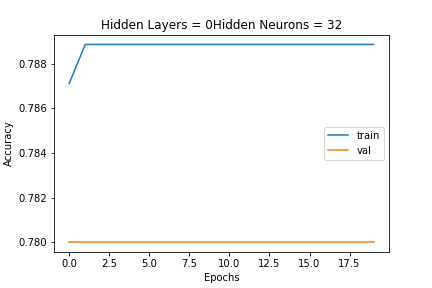 Hidden Layers = 0Hidden Neurons = 32
0.788
0.786
0.784
0.782
0.780
Accuracy
train
val
0.0 2.5 5.0 7.5 10.0 12.5 15.0 17.5
Epochs